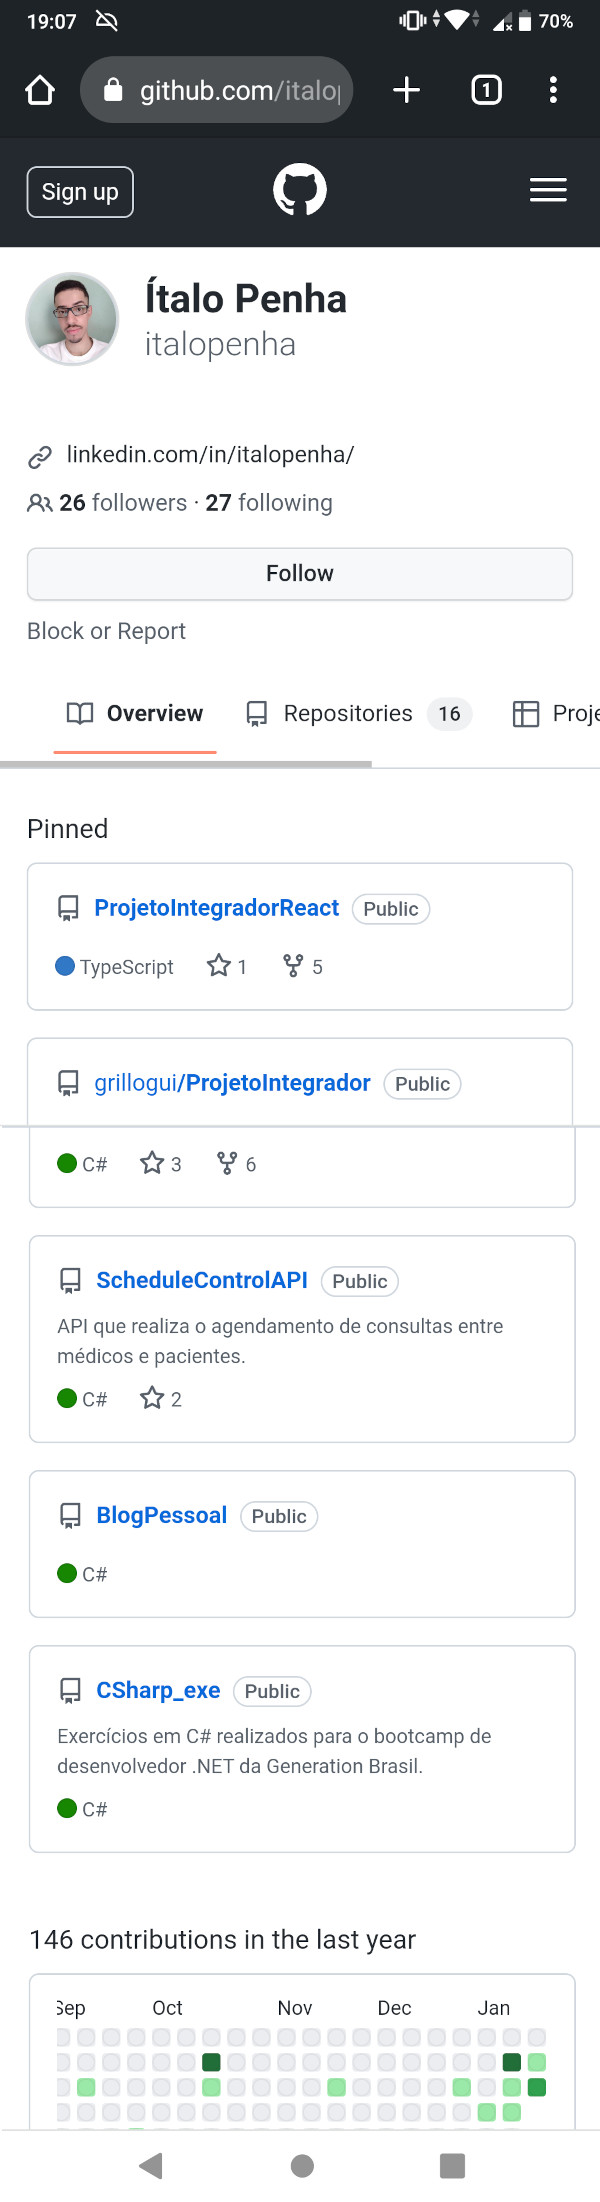 19:07
70%
github.com/italop
1
Sign up
Ítalo Penha
italopenha
linkedin.com/in/italopenha/
26 followers · 27 following
Follow
Block or Report
Overview
Repositories 16
Proje
Pinned
ProjetoIntegradorReact Public
TypeScript 1 5
grillogui/ProjetoIntegrador Public
C# 3 6
ScheduleControlAPI Public
API que realiza o agendamento de consultas entre
médicos e pacientes.
C# 2
BlogPessoal Public
C#
CSharp_exe Public
Exercícios em C# realizados para o bootcamp de
desenvolvedor .NET da Generation Brasil.
C#
146 contributions in the last year
Sep Oct Nov Dec Jan